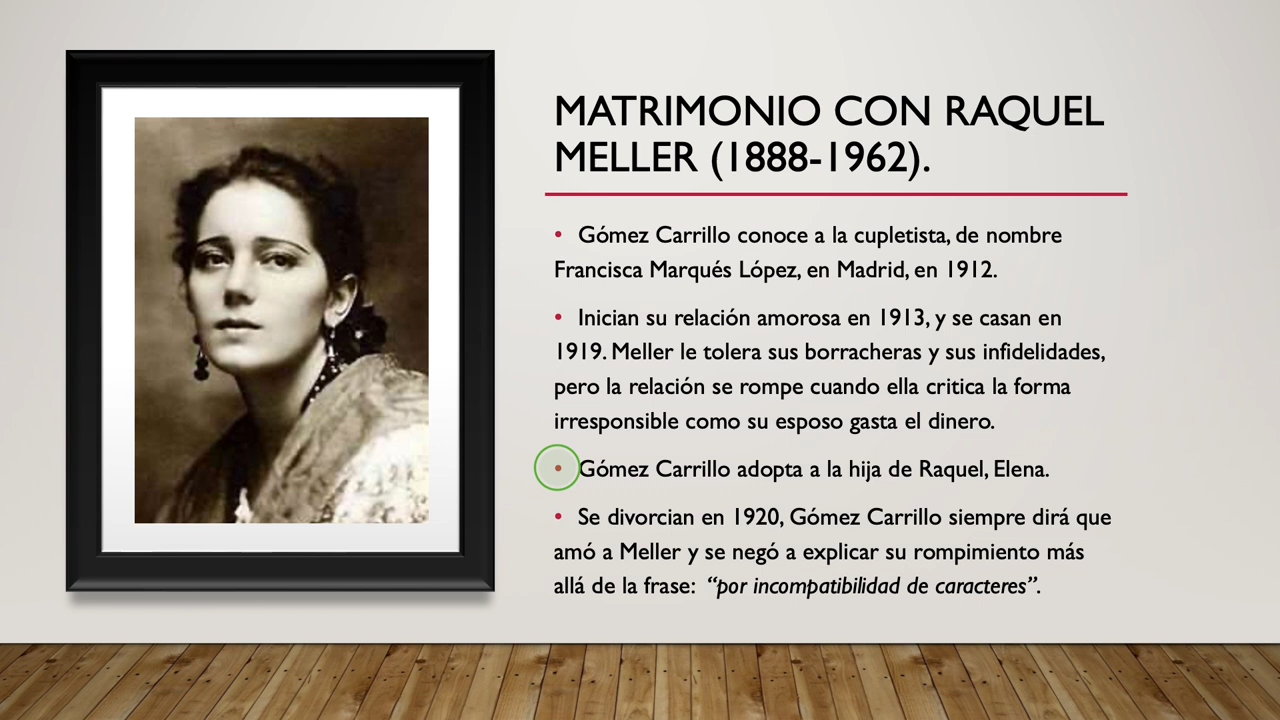 MATRIMONIO CON RAQUEL
MELLER (1888-1962).
• Gómez Carrillo conoce a la cupletista, de nombre
Francisca Marqués López, en Madrid, en 1912.
• Inician su relación amorosa en 1913, y se casan en
1919. Meller le tolera sus borracheras y sus infidelidades,
pero la relación se rompe cuando ella critica la forma
irresponsible como su esposo gasta el dinero.
• Gómez Carrillo adopta a la hija de Raquel, Elena.
• Se divorcian en 1920, Gómez Carrillo siempre dirá que
amó a Meller y se negó a explicar su rompimiento más
allá de la frase: “por incompatibilidad de caracteres”.